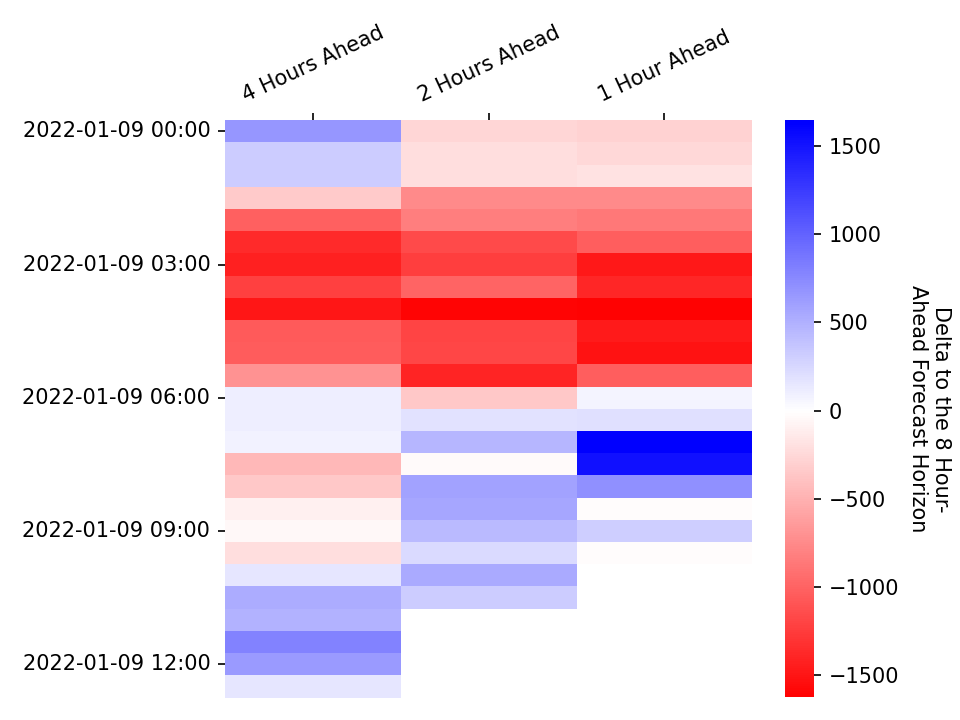 4 Hours Ahead
2 Hours Ahead
1 Hour Ahead
2022-01-09 00:00
2022-01-09 03:00
2022-01-09 06:00
2022-01-09 09:00
2022-01-09 12:00
1500
1000
500
0
−500
−1000
−1500
Delta to the 8 Hour-
Ahead Forecast Horizon